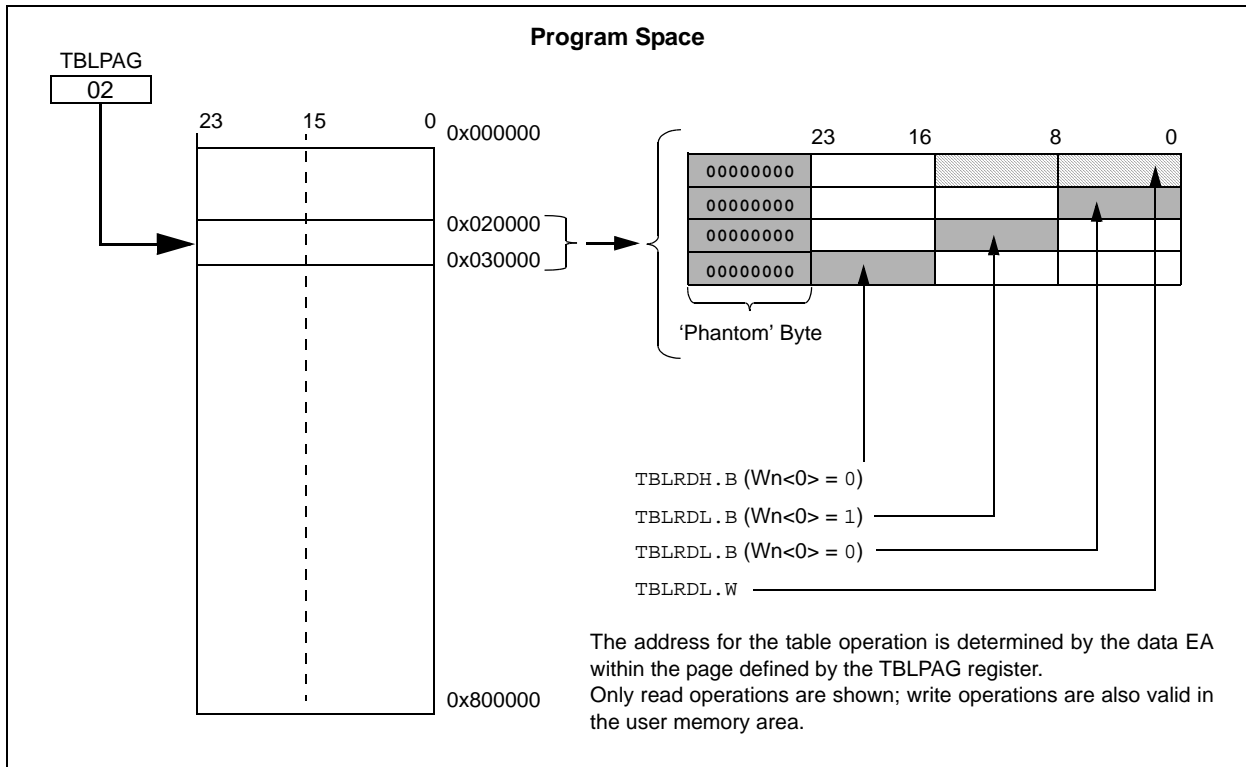 Program Space
TBLPAG
02
23 15 0
0x000000
0x020000
0x030000
0x800000
23 16 8 0
00000000
00000000
00000000
00000000
‘Phantom’ Byte
TBLRDH.B (Wn<0> = 0)
TBLRDL.B (Wn<0> = 1)
TBLRDL.B (Wn<0> = 0)
TBLRDL.W
The address for the table operation is determined by the data EA
within the page defined by the TBLPAG register.
Only read operations are shown; write operations are also valid in
the user memory area.